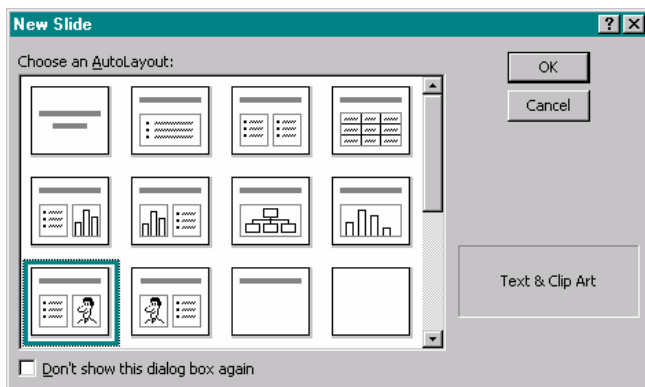 New Slide
Choose an AutoLayout:
OK
Cancel
Text & Clip Art
Don't show this dialog box again